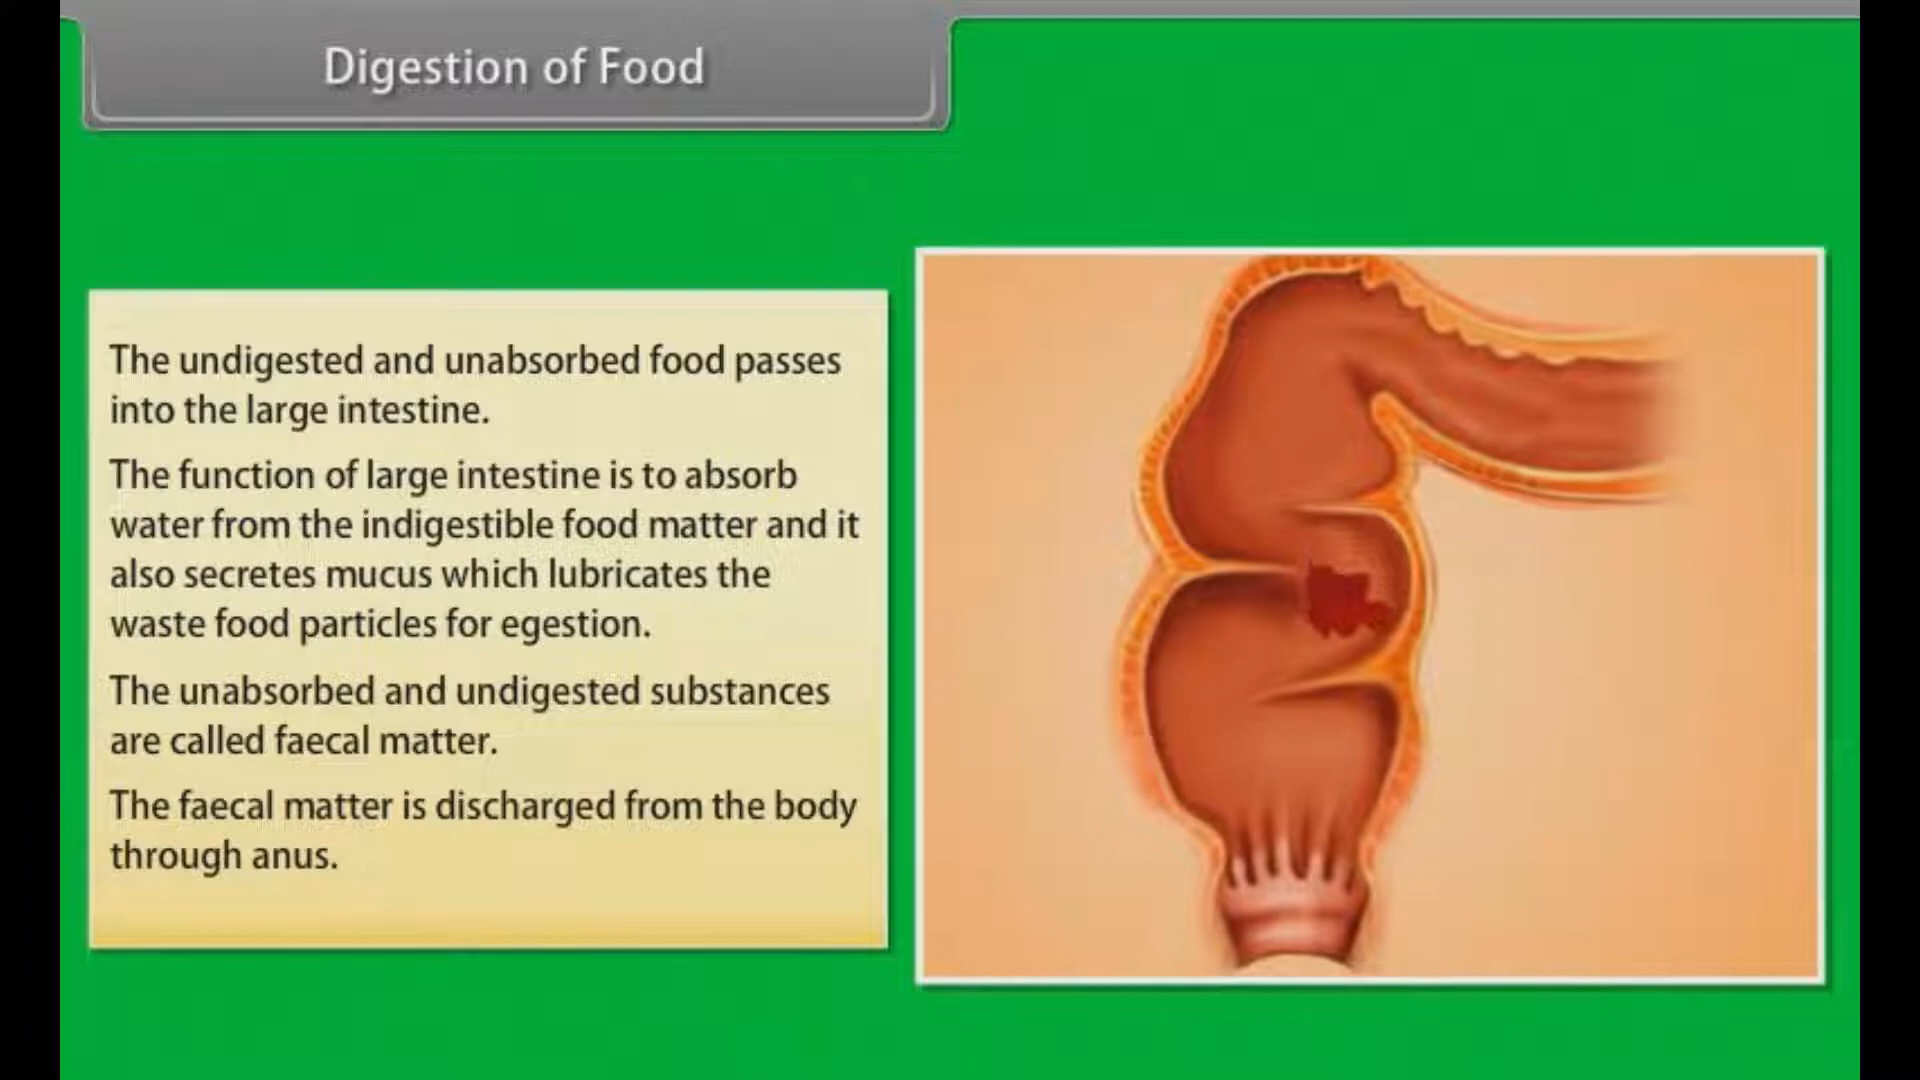 Digestion of Food
The undigested and unabsorbed food passes
into the large intestine.
The function of large intestine is to absorb
water from the indigestible food matter and it
also secretes mucus which lubricates the
waste food particles for egestion.
The unabsorbed and undigested substances
are called faecal matter.
The faecal matter is discharged from the body
through anus.